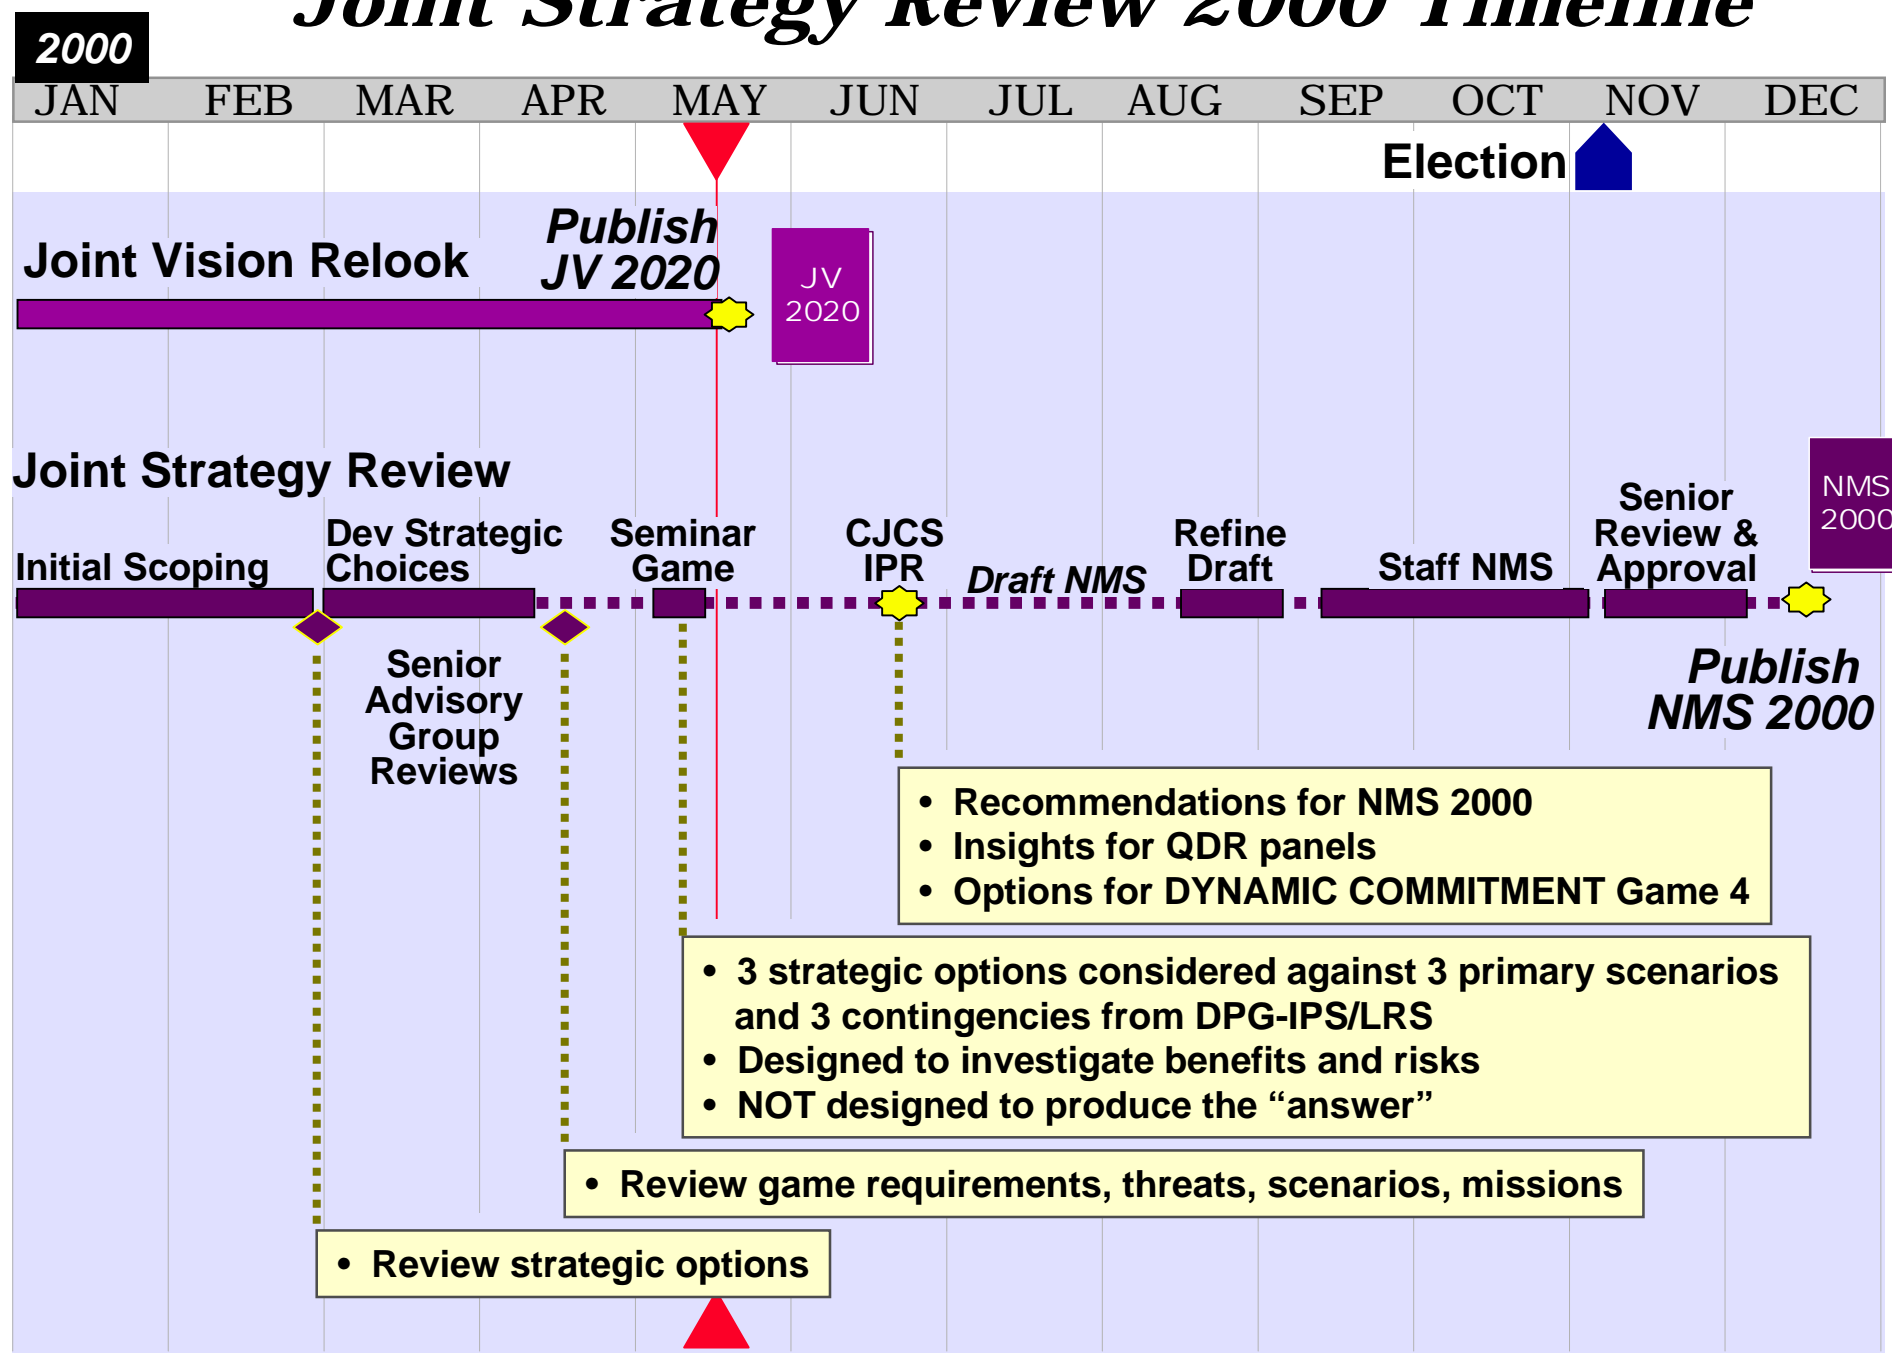 Joint Strategy Review 2000 Timeline
2000
JAN FEB MAR APR MAY JUN JUL AUG SEP OCT NOV DEC
Election
Publish
JV 2020
Joint Vision Relook
JV
2020
Joint Strategy Review
NMS
2000
Initial Scoping
Dev Strategic
Choices
Seminar
Game
CJCS
IPR
Draft NMS
Refine
Draft
Staff NMS
Senior
Review &
Approval
Senior
Advisory
Group
Reviews
Publish
NMS 2000
• Recommendations for NMS 2000
• Insights for QDR panels
• Options for DYNAMIC COMMITMENT Game 4
• 3 strategic options considered against 3 primary scenarios
and 3 contingencies from DPG-IPS/LRS
• Designed to investigate benefits and risks
• NOT designed to produce the “answer”
• Review game requirements, threats, scenarios, missions
• Review strategic options